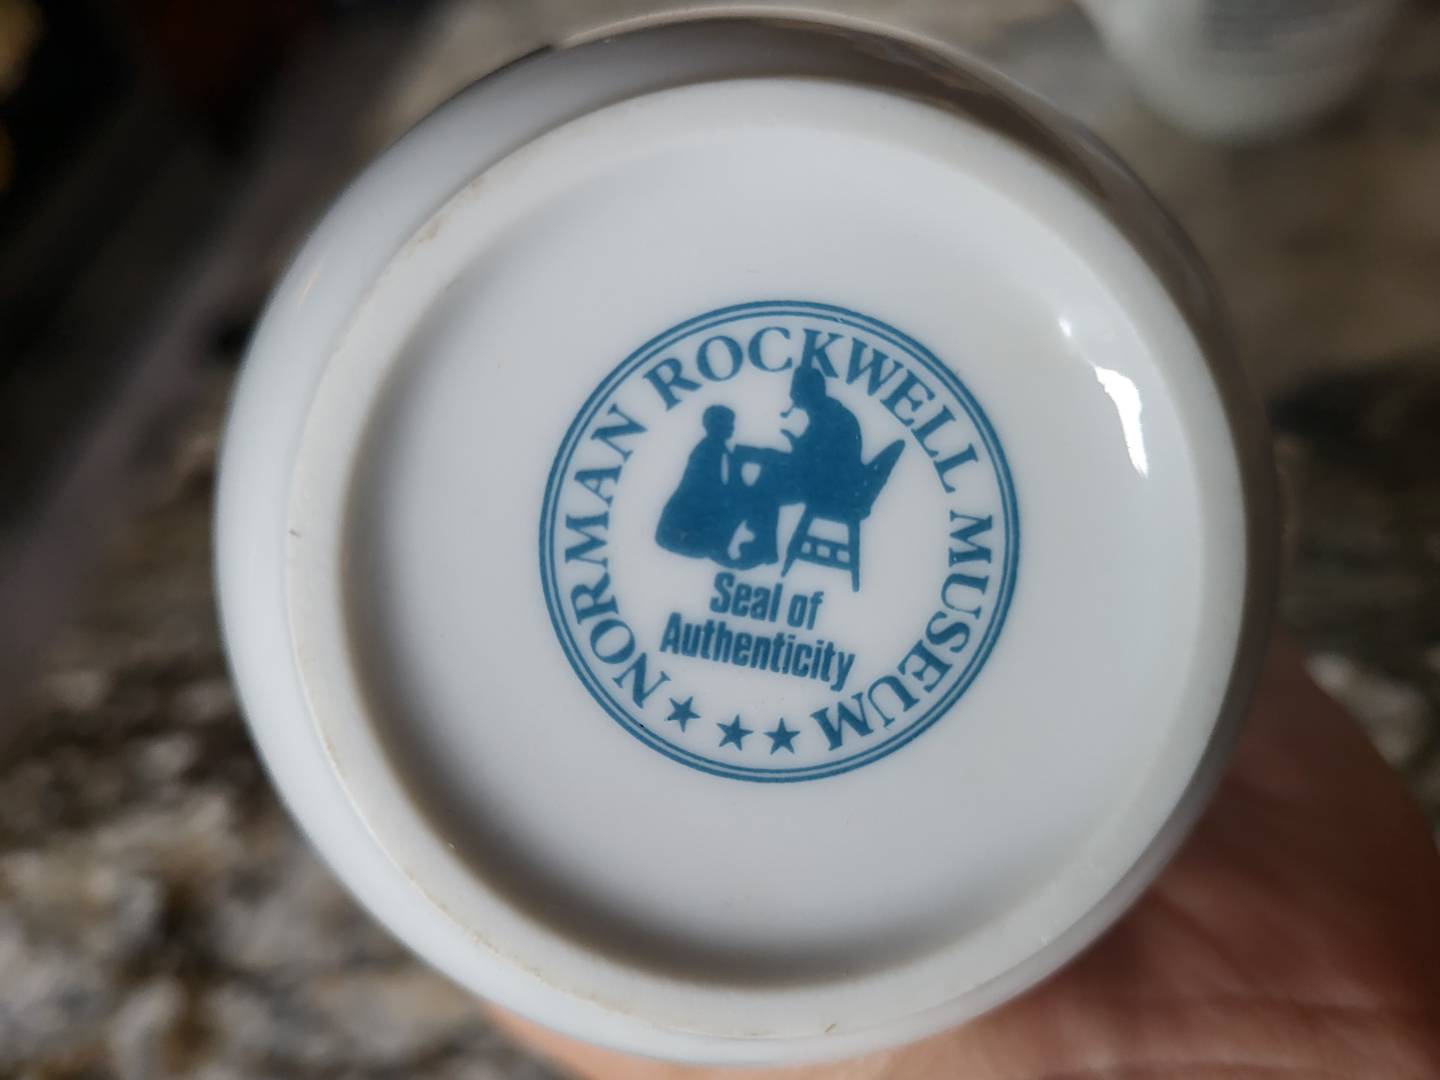 NORMAN ROCKWELL MUSEUM
Seal of
Authenticity